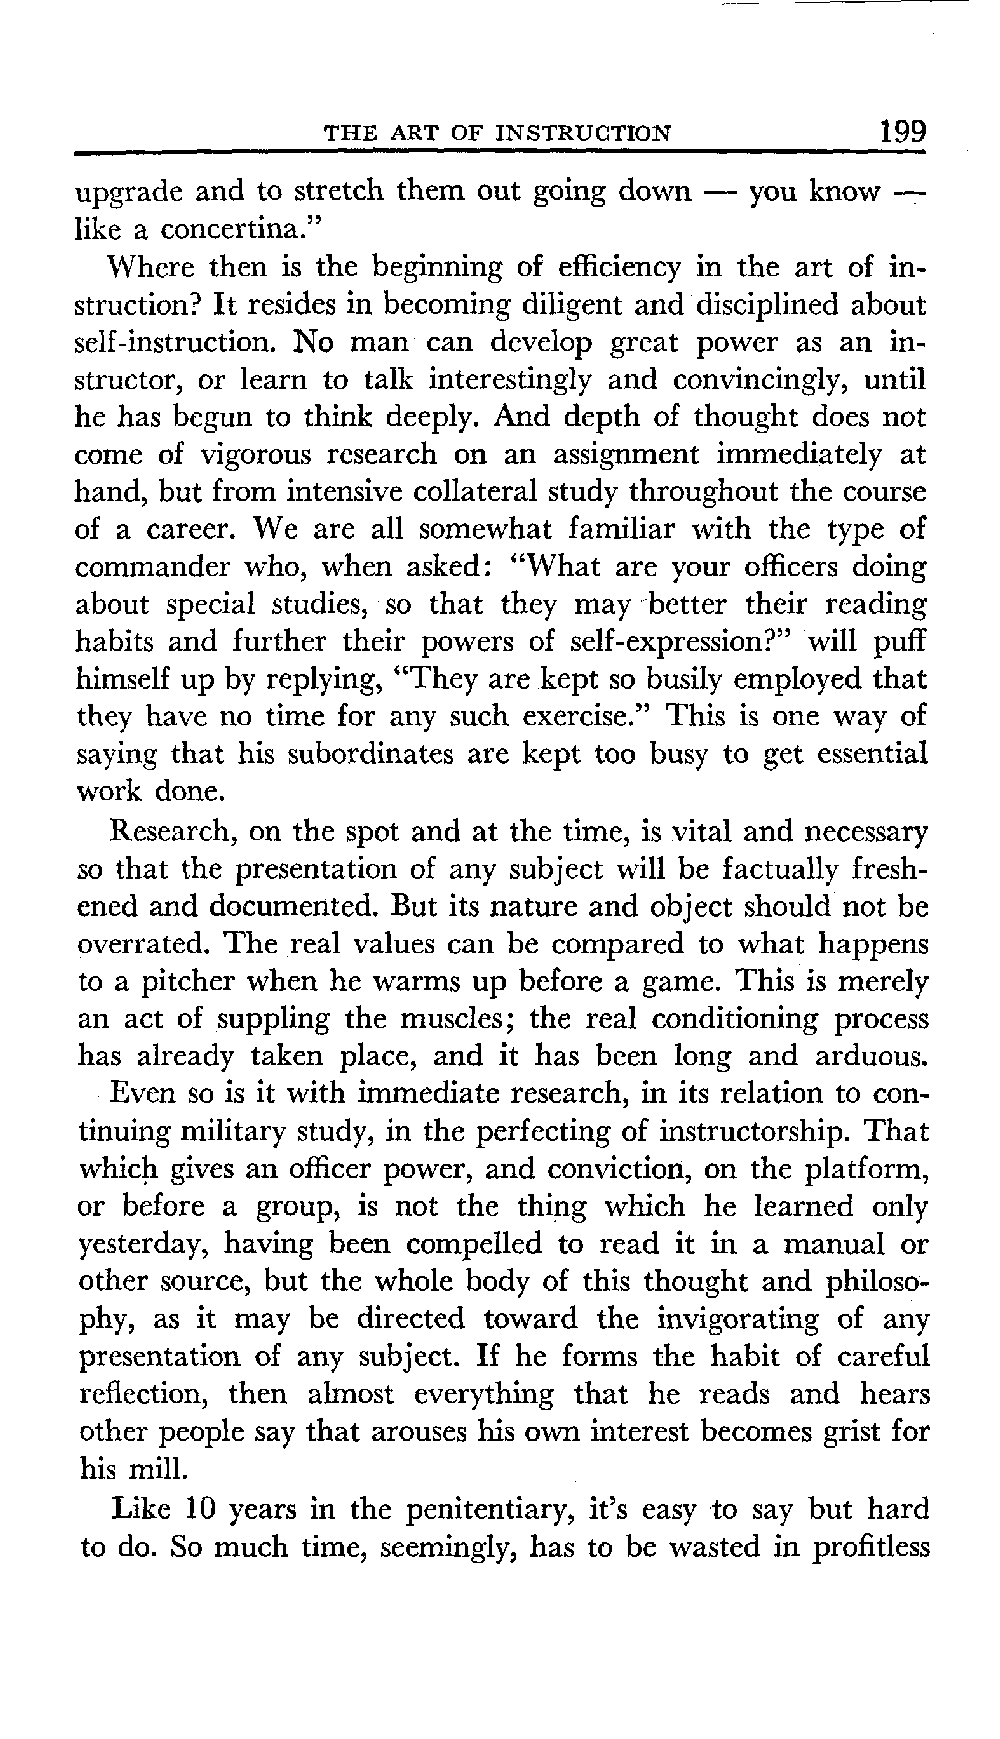 THE ART OF INSTRUCTION 199
upgrade and to stretch them out going down — you know —
like a concertina."
Where then is the beginning of efficiency in the art of in-
struction? It resides in becoming diligent and disciplined about
self-instruction. No man can develop great power as an in-
structor, or learn to talk interestingly and convincingly, until
he has begun to think deeply. And depth of thought does not
come of vigorous research on an assignment immediately at
hand, but from intensive collateral study throughout the course
of a career. We are all somewhat familiar with the type of
commander who, when asked: "What are your officers doing
about special studies, so that they may better their reading
habits and further their powers of self-expression?" will puff
himself up by replying, "They are kept so busily employed that
they have no time for any such exercise." This is one way of
saying that his subordinates are kept too busy to get essential
work done.
Research, on the spot and at the time, is vital and necessary
so that the presentation of any subject will be factually fresh-
ened and documented. But its nature and object should not be
overrated. The real values can be compared to what happens
to a pitcher when he warms up before a game. This is merely
an act of suppling the muscles; the real conditioning process
has already taken place, and it has been long and arduous.
Even so is it with immediate research, in its relation to con-
tinuing military study, in the perfecting of instructorship. That
which gives an officer power, and conviction, on the platform,
or before a group, is not the thing which he learned only
yesterday, having been compelled to read it in a manual or
other source, but the whole body of this thought and philoso-
phy, as it may be directed toward the invigorating of any
presentation of any subject. If he forms the habit of careful
reflection, then almost everything that he reads and hears
other people say that arouses his own interest becomes grist for
his mill.
Like 10 years in the penitentiary, it's easy to say but hard
to do. So much time, seemingly, has to be wasted in profitless